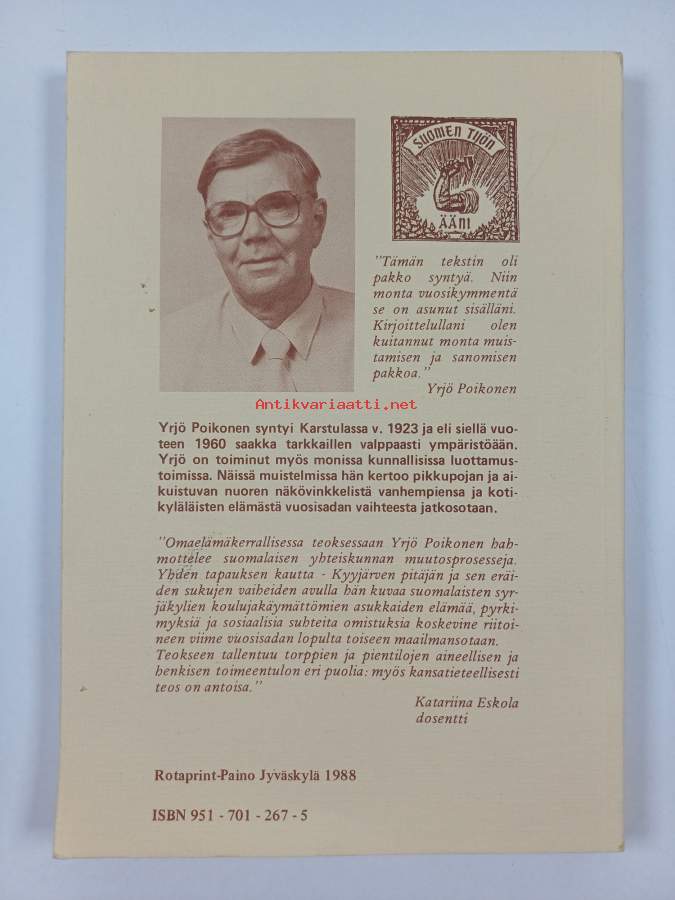 SUOMEN TYÖN
ÄÄNI
"Tämän tekstin oli
pakko syntyä. Niin
monta vuosikymmentä
se on asunut sisälläni.
Kirjoittelullani olen
kuitannut monta muis-
tamisen ja sanomisen
pakkoa."
Yrjö Poikonen
Antikvariaatti.net
Yrjö Poikonen syntyi Karstulassa v. 1923 ja eli siellä vuo-
teen 1960 saakka tarkkaillen valppaasti ympäristöään.
Yrjö on toiminut myös monissa kunnallisissa luottamus-
toimissa. Näissä muistelmissa hän kertoo pikkupojan ja ai-
kuistuvan nuoren näkövinkkelistä vanhempiensa ja koti-
kyläläisten elämästä vuosisadan vaihteesta jatkosotaan.
"Omaelämäkerrallisessa teoksessaan Yrjö Poikonen hah-
mottelee suomalaisen yhteiskunnan muutosprosesseja.
Yhden tapauksen kautta - Kyyjärven pitäjän ja sen eräi-
den sukujen vaiheiden avulla hän kuvaa suomalaisten syr-
jäkylien koulujakäymättömien asukkaiden elämää, pyrki-
myksiä ja sosiaalisia suhteita omistuksia koskevine riitoi-
neen viime vuosisadan lopulta toiseen maailmansotaan.
Teokseen tallentuu torppien ja pientilojen aineellisen ja
henkisen toimeentulon eri puolia: myös kansatieteellisesti
teos on antoisa."
Katariina Eskola
dosentti
Rotaprint-Paino Jyväskylä 1988
ISBN 951 - 701 - 267 - 5